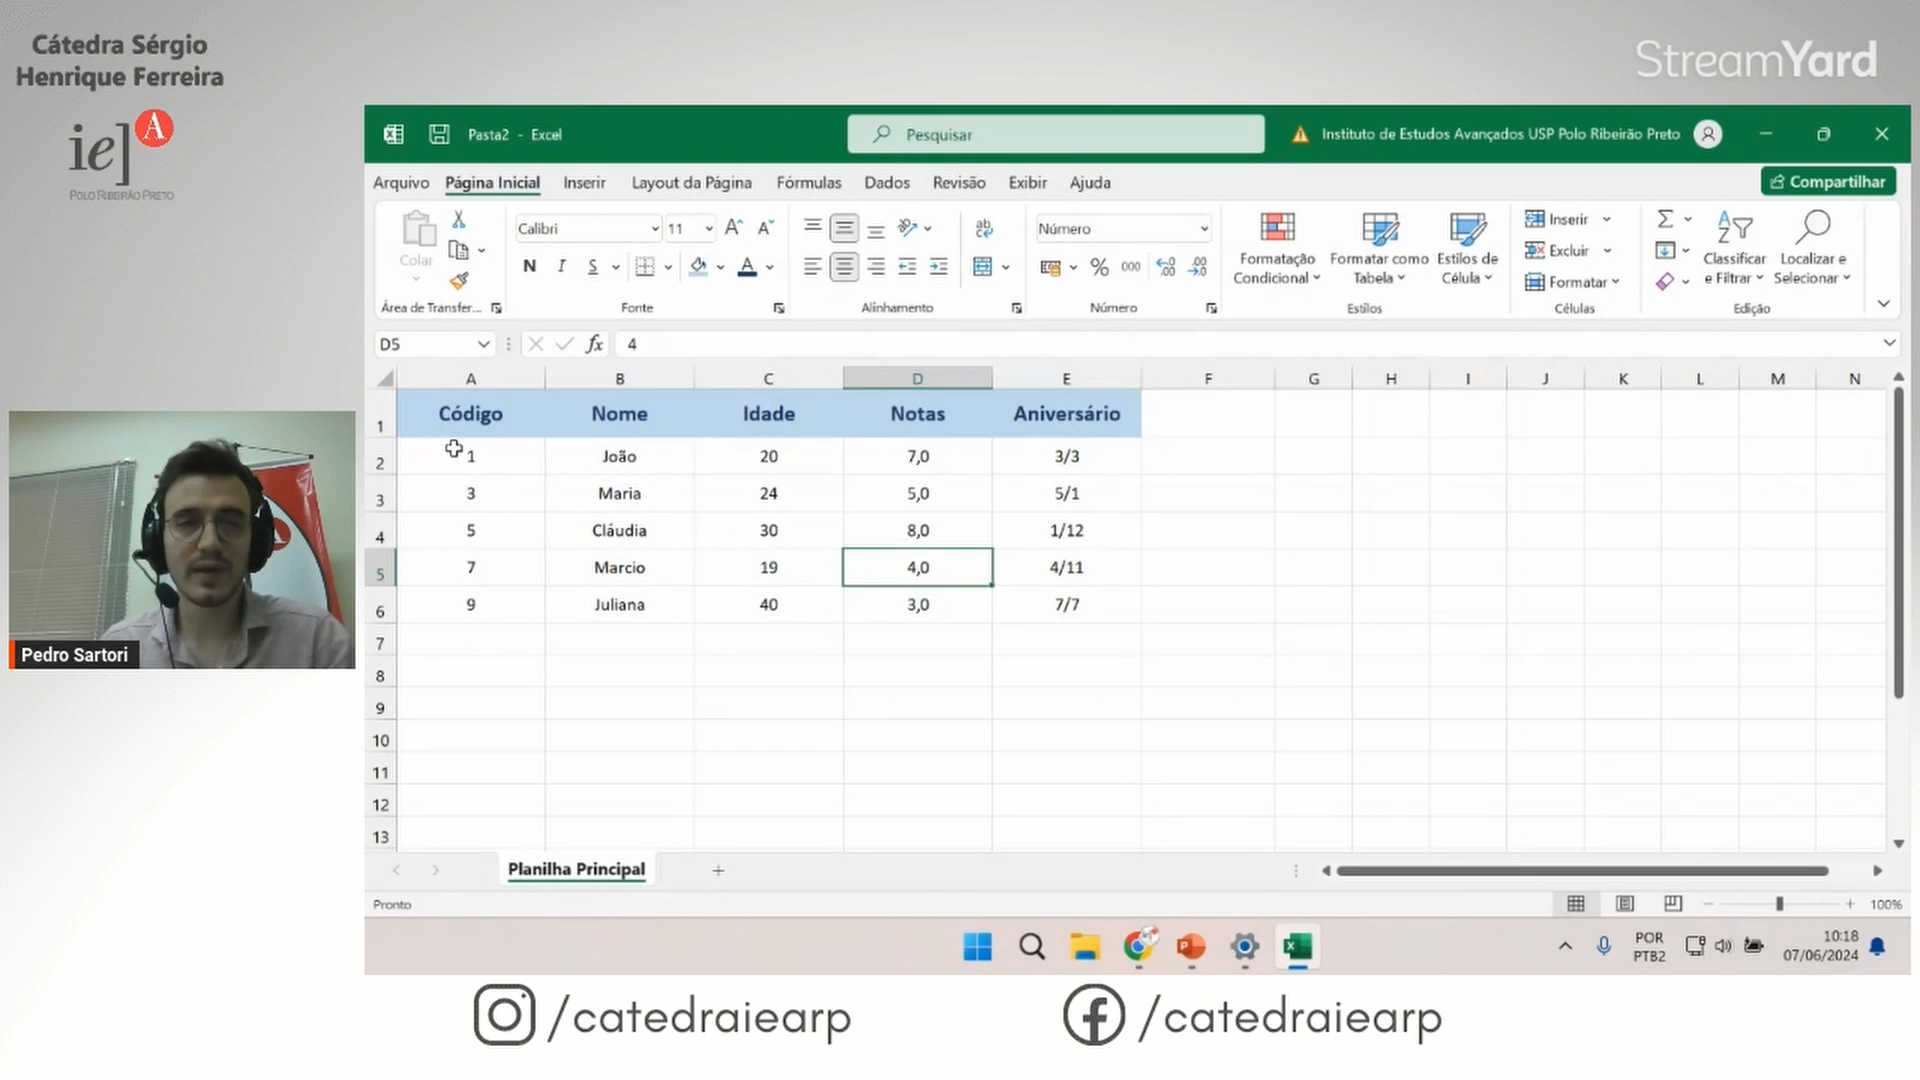 Cátedra Sérgio
Henrique Ferreira
iea
POLO RIBEIRÃO PRETO
StreamYard
Pasta2 - Excel
Pesquisar
Instituto de Estudos Avançados USP Polo Ribeirão Preto
Arquivo Página Inicial Inserir Layout da Página Fórmulas Dados Revisão Exibir Ajuda
Compartilhar
Colar
Calibri 11
N I S
ab
Número
% 000
Formatação Condicional
Formatar como Tabela
Estilos de Célula
Inserir
Excluir
Formatar
Classificar e Filtrar
Localizar e Selecionar
Área de Transfer... Fonte Alinhamento Número Estilos Células Edição
D5 fx 4
A B C D E F G H I J K L M N
1 Código Nome Idade Notas Aniversário
2 1 João 20 7,0 3/3
3 3 Maria 24 5,0 5/1
4 5 Cláudia 30 8,0 1/12
5 7 Marcio 19 4,0 4/11
6 9 Juliana 40 3,0 7/7
7
8
9
10
11
12
13
Pedro Sartori
Planilha Principal
Pronto
100%
POR
PTB2
10:18
07/06/2024
/catedraiearp
/catedraiearp